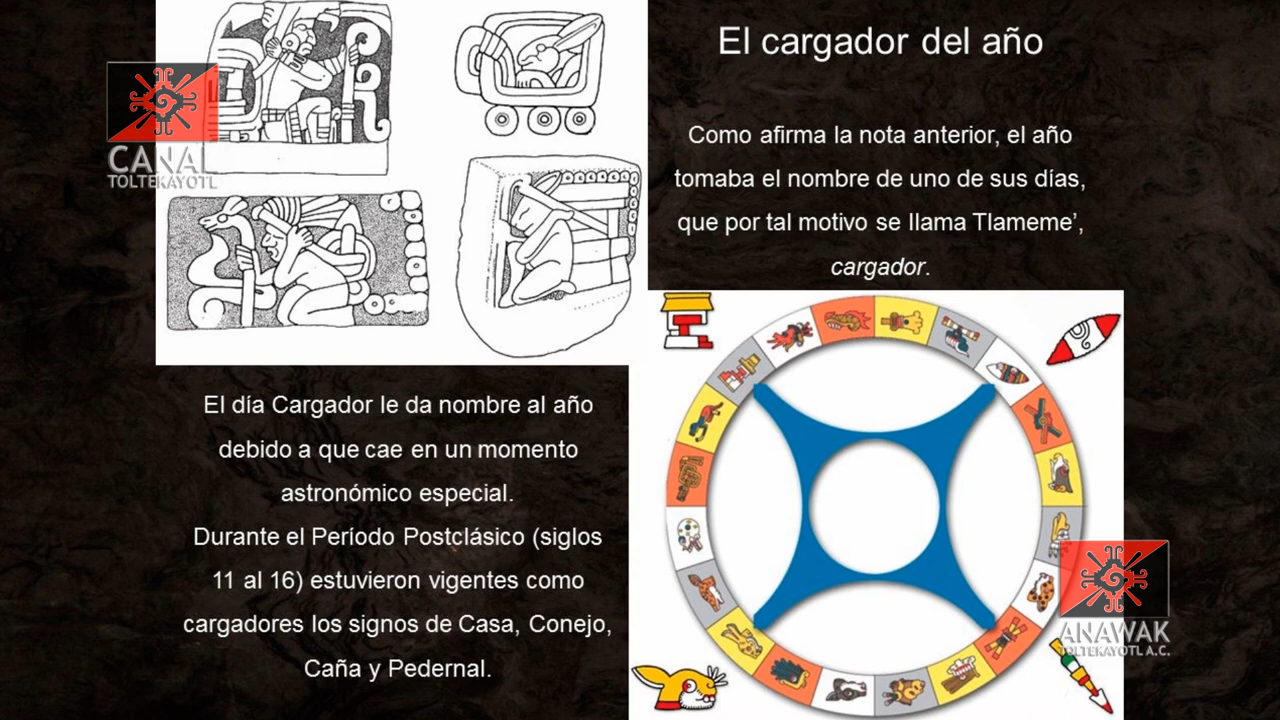 El cargador del año
Como afirma la nota anterior, el año
tomaba el nombre de uno de sus días,
que por tal motivo se llama Tlameme’,
cargador.
CANAL
TOLTEKAYOTL
El día Cargador le da nombre al año
debido a que cae en un momento
astronómico especial.
Durante el Período Postclásico (siglos
11 al 16) estuvieron vigentes como
cargadores los signos de Casa, Conejo,
Caña y Pedernal.
ANAWAK
TOLTEKAYOTL A.C.